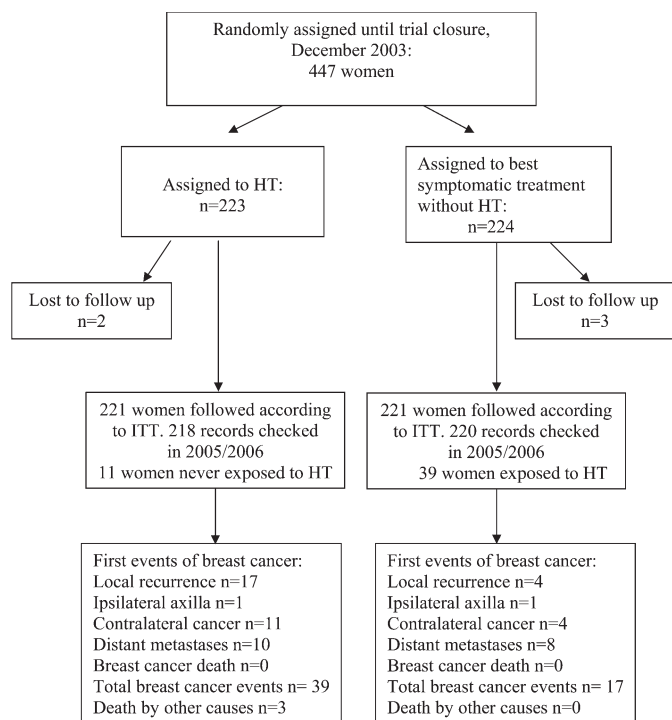 Randomly assigned until trial closure,
December 2003:
447 women
Assigned to HT:
n=223
Assigned to best
symptomatic treatment
without HT:
n=224
Lost to follow up
n=2
Lost to follow up
n=3
221 women followed according
to ITT. 218 records checked
in 2005/2006
11 women never exposed to HT
221 women followed according
to ITT. 220 records checked
in 2005/2006
39 women exposed to HT
First events of breast cancer:
Local recurrence n=17
Ipsilateral axilla n=1
Contralateral cancer n=11
Distant metastases n=10
Breast cancer death n=0
Total breast cancer events n= 39
Death by other causes n=3
First events of breast cancer:
Local recurrence n=4
Ipsilateral axilla n=1
Contralateral cancer n=4
Distant metastases n=8
Breast cancer death n=0
Total breast cancer events n= 17
Death by other causes n=0